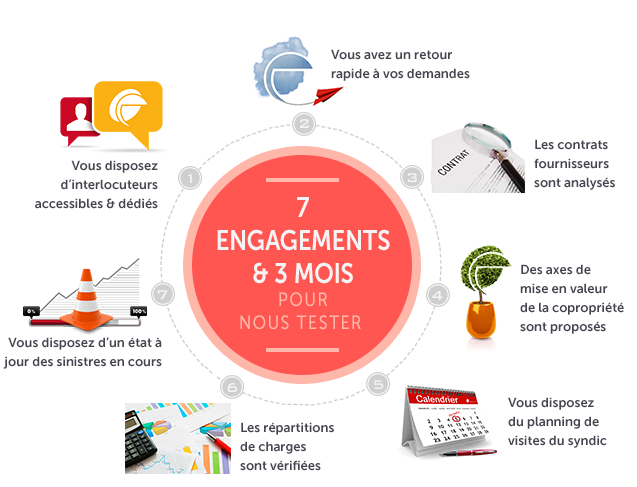 Vous avez un retour
rapide à vos demandes
2
Vous disposez
d'interlocuteurs
accessibles & dédiés
1
CONTRAT
Les contrats
fournisseurs
sont analysés
3
7
ENGAGEMENTS
& 3 MOIS
POUR
NOUS TESTER
Des axes de
mise en valeur
de la copropriété
sont proposés
4
0%
100%
7
Vous disposez d'un état à
jour des sinistres en cours
Calendrier
Vous disposez
du planning de
visites du syndic
5
6
Les répartitions
de charges
sont vérifiées